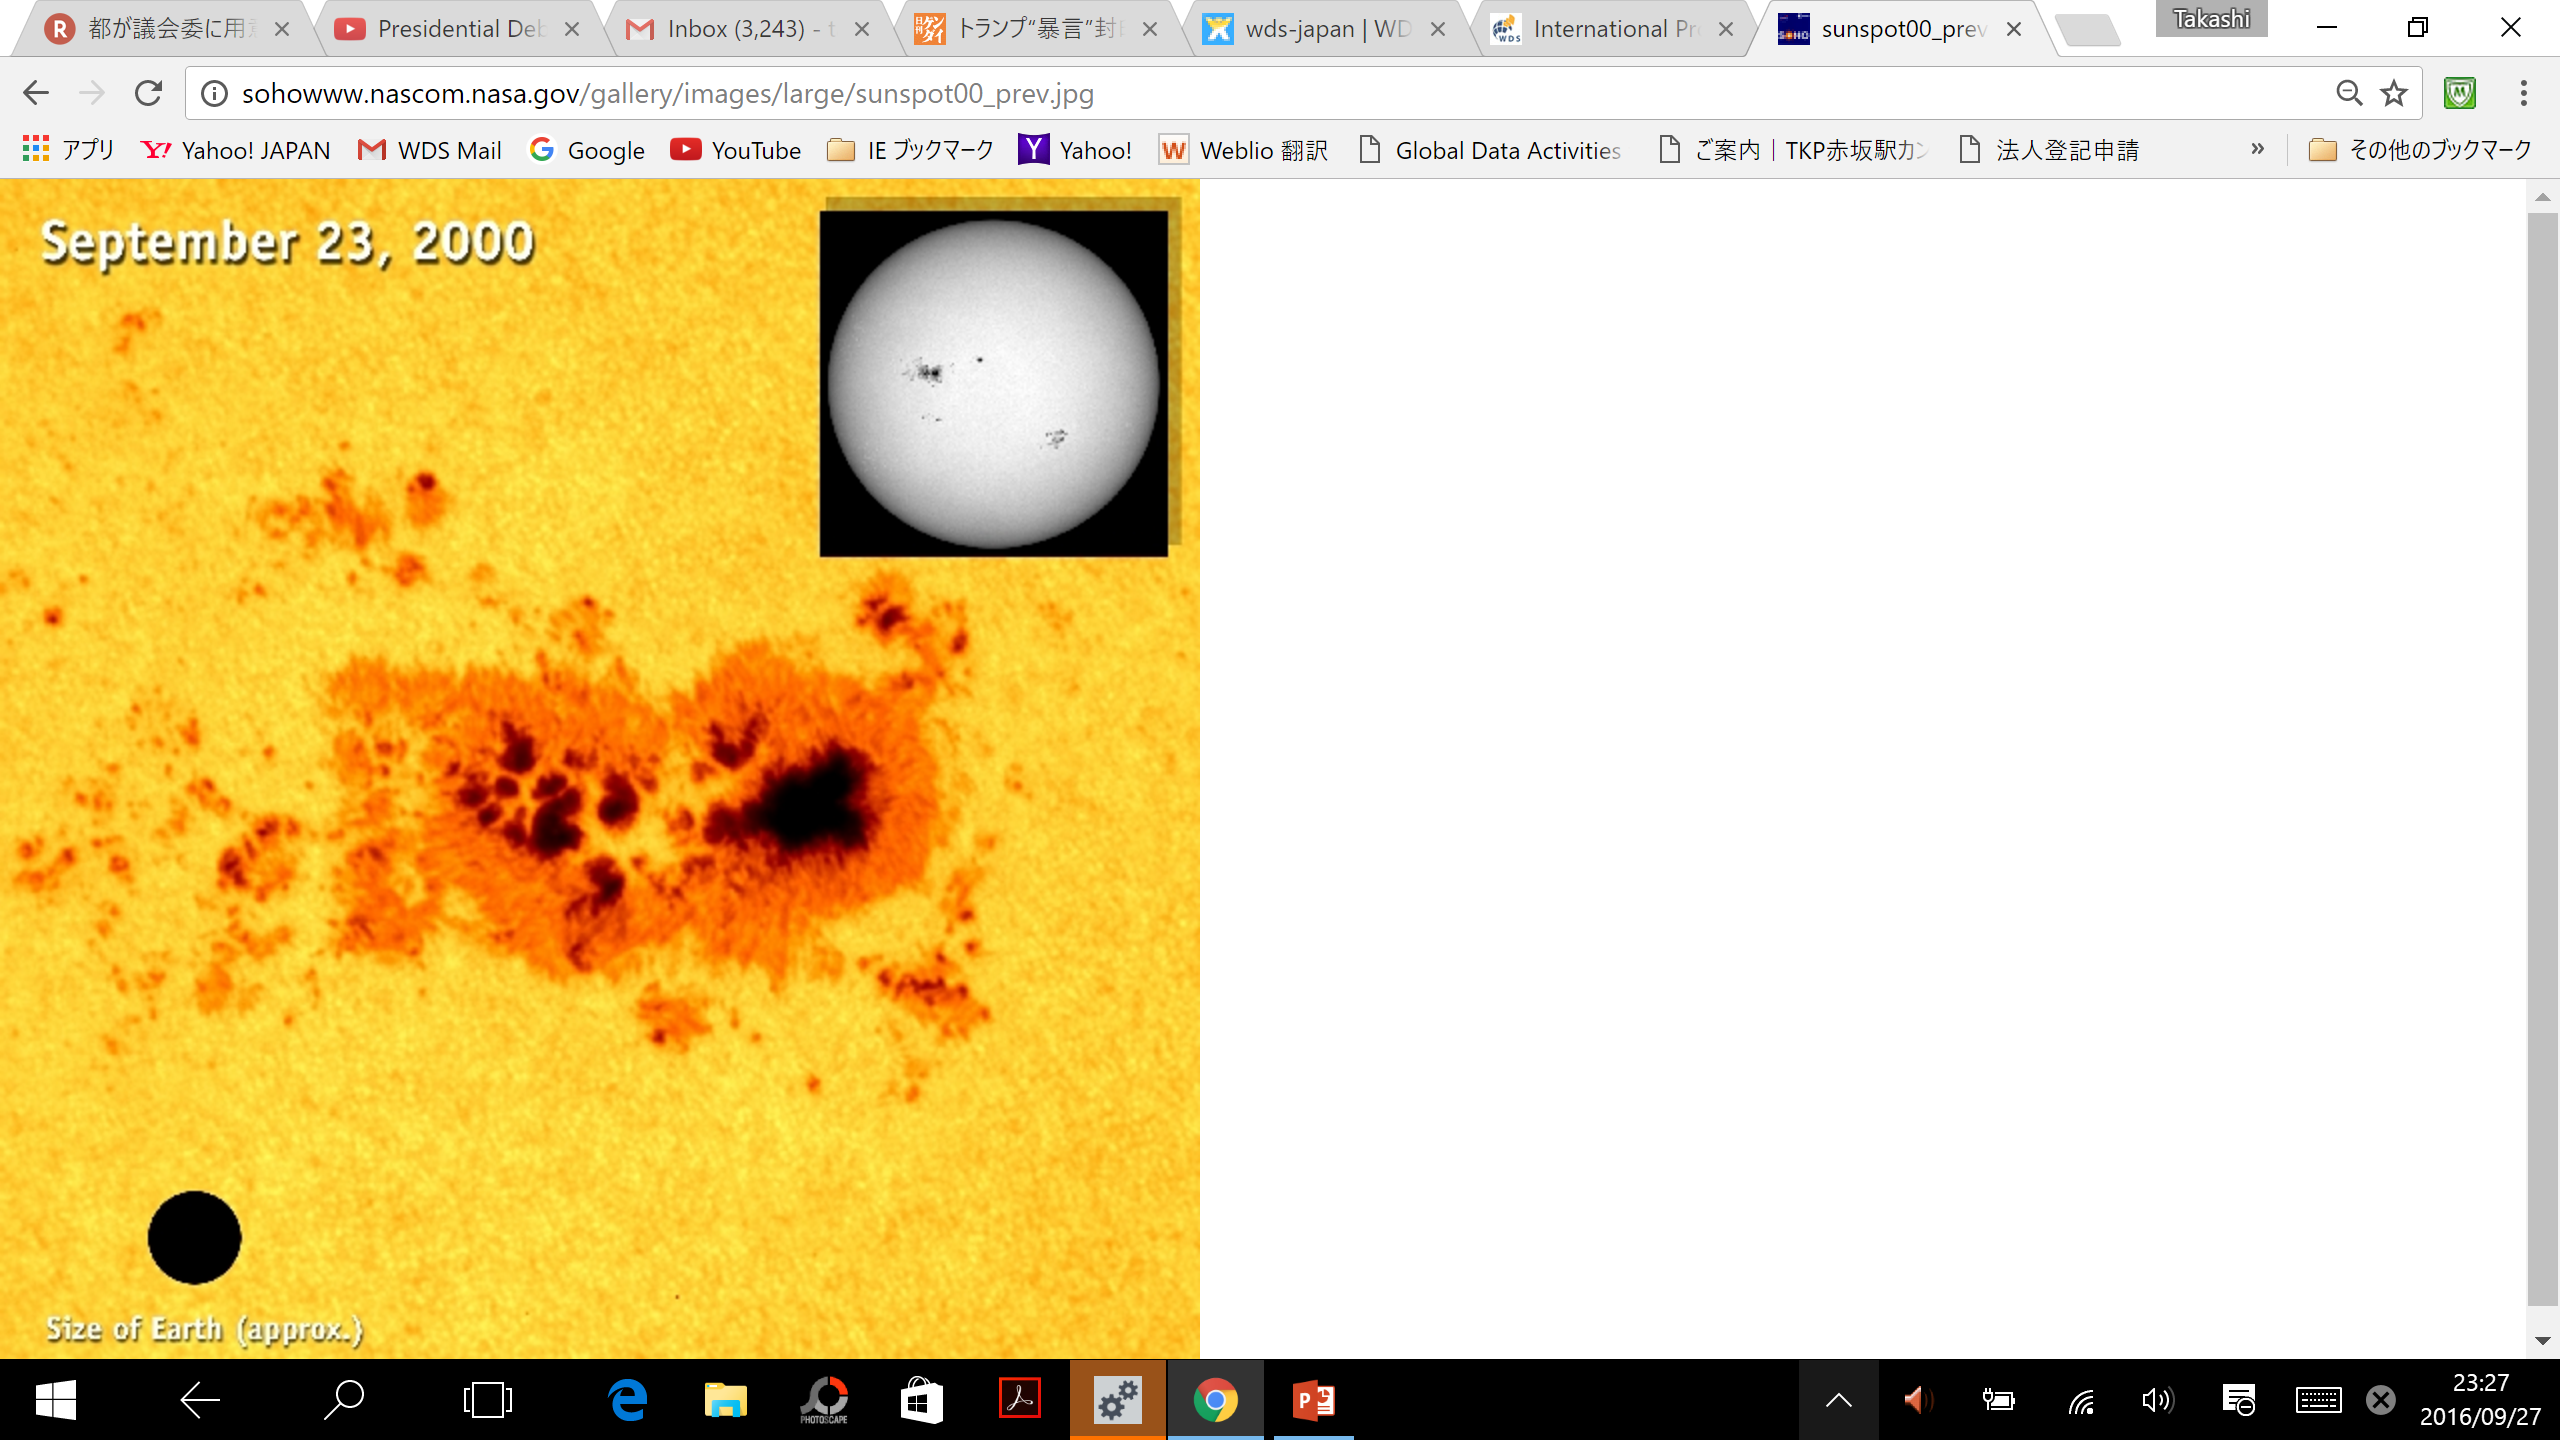 都が議会委に用意
Presidential Deb
Inbox (3,243) - t
トランプ“暴言”封
wds-japan | WD
International Pr
sunspot00_prev
Takashi
sohowww.nascom.nasa.gov/gallery/images/large/sunspot00_prev.jpg
アプリ
Yahoo! JAPAN
WDS Mail
Google
YouTube
IE ブックマーク
Yahoo!
Weblio 翻訳
Global Data Activities
ご案内｜TKP赤坂駅カン
法人登記申請
»
その他のブックマーク
September 23, 2000
Size of Earth (approx.)
PHOTOSCAPE
23:27
2016/09/27